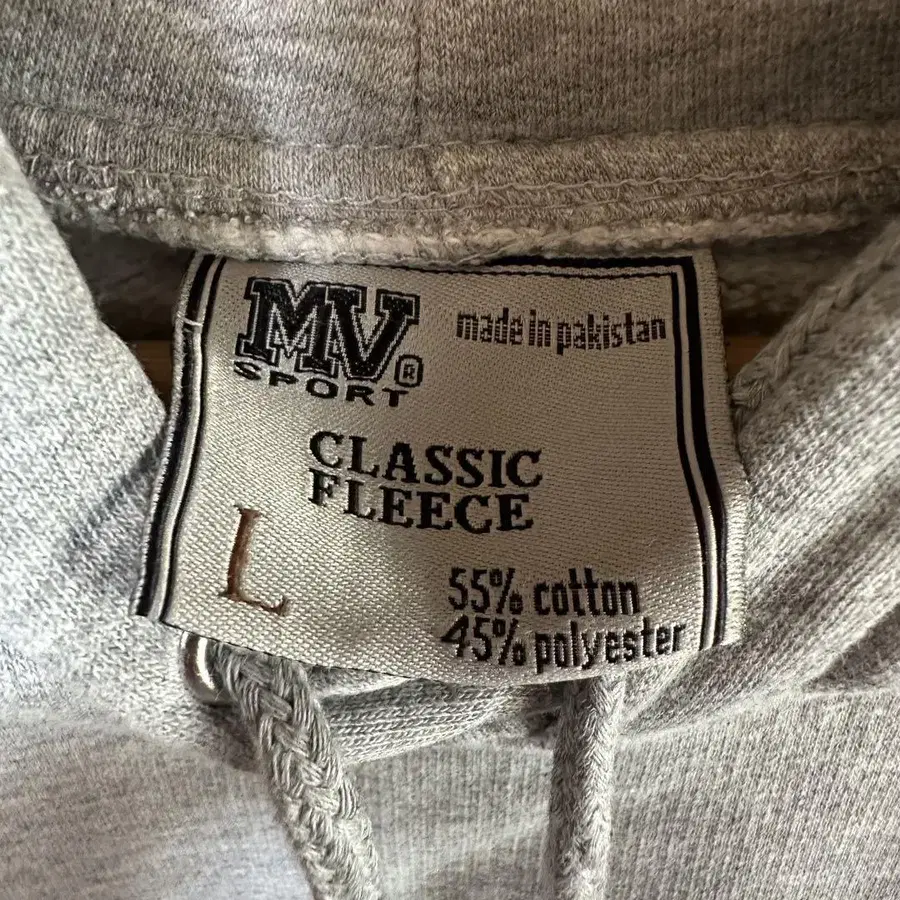 MV®
SPORT
made in pakistan
CLASSIC
FLEECE
L
55% cotton
45% polyester